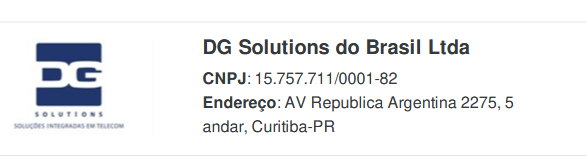 DG Solutions do Brasil Ltda
DG
SOLUTIONS
SOLUÇÕES INTEGRADAS EM TELECOM
CNPJ: 15.757.711/0001-82
Endereço: AV Republica Argentina 2275, 5
andar, Curitiba-PR